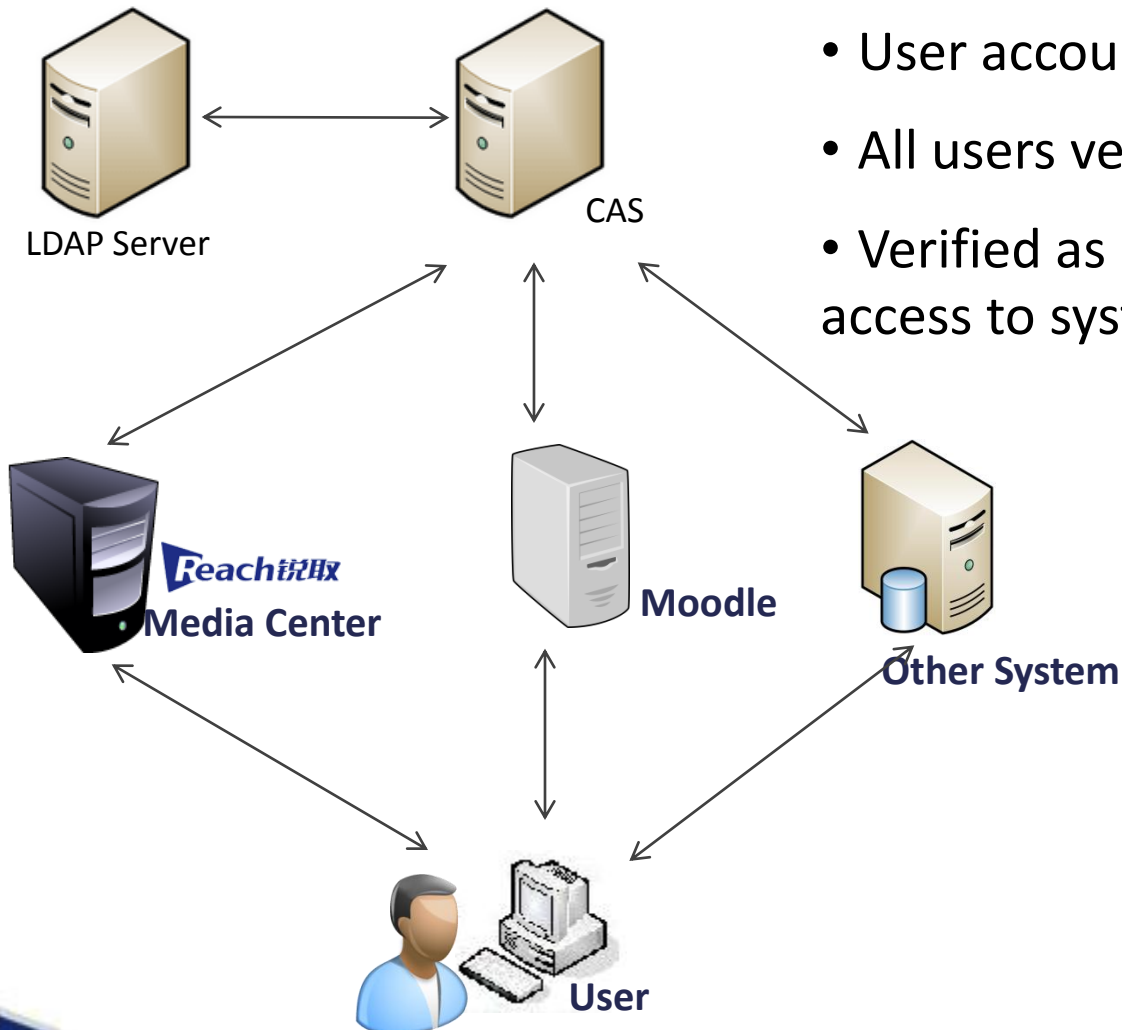 • User accou
• All users ve
• Verified as
access to syst
CAS
LDAP Server
Reach锐取
Media Center
Moodle
Other System
User